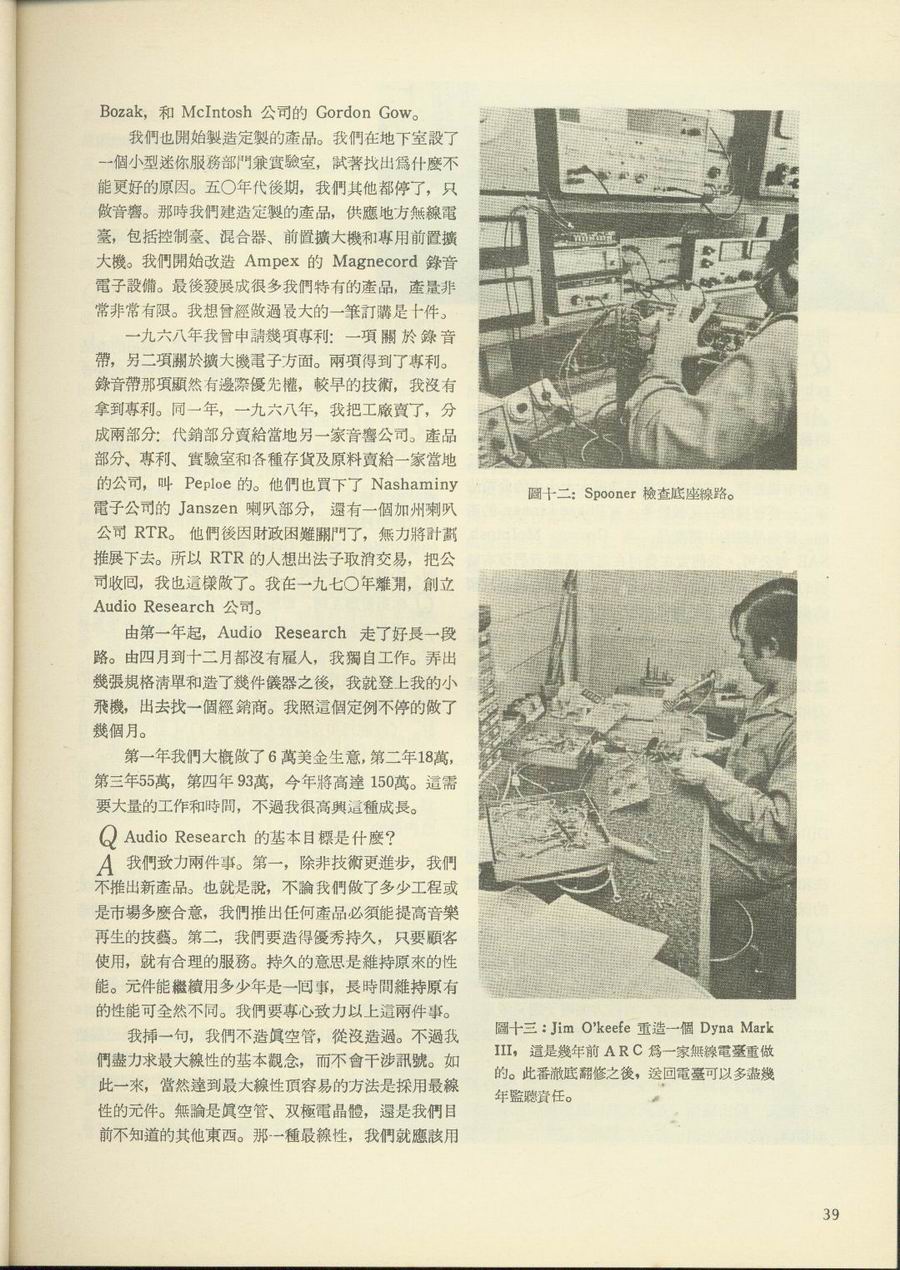 Bozak, 和 McIntosh 公司的 Gordon Gow。
我們也開始製造定製的產品。我們在地下室設了
一個小型迷你服務部門兼實驗室，試著找出爲什麼不
能更好的原因。五〇年代後期，我們其他都停了，只
做音響。那時我們建造定製的產品，供應地方無線電
臺，包括控制臺、混合器、前置擴大機和專用前置擴
大機。我們開始改造 Ampex 的 Magnecord 錄音
電子設備。最後發展成很多我們特有的產品，產量非
常非常有限。我想曾經做過最大的一筆訂購是十件。
一九六八年我曾申請幾項專利：一項關於錄音
帶，另二項關於擴大機電子方面。兩項得到了專利。
錄音帶那項顯然有邊際優先權，較早的技術，我沒有
拿到專利。同一年，一九六八年，我把工廠賣了，分
成兩部分：代銷部分賣給當地另一家音響公司。產品
部分、專利、實驗室和各種存貨及原料賣給一家當地
的公司，叫 Peploe 的。他們也買下了 Nashaminy
電子公司的 Janszen 喇叭部分， 還有一個加州喇叭
公司 RTR。 他們後因財政困難關門了，無力將計劃
推展下去。所以 RTR 的人想出法子取消交易，把公
司收回，我也這樣做了。我在一九七〇年離開，創立
Audio Research 公司。
由第一年起，Audio Research 走了好長一段
路。由四月到十二月都沒有雇人，我獨自工作。弄出
幾張規格清單和造了幾件儀器之後，我就登上我的小
飛機，出去找一個經銷商。我照這個定例不停的做了
幾個月。
第一年我們大概做了6 萬美金生意，第二年18萬，
第三年55萬，第四年 93萬，今年將高達 150萬。這需
要大量的工作和時間，不過我很高興這種成長。
Q Audio Research 的基本目標是什麼？
A 我們致力兩件事。第一，除非技術更進步，我們
不推出新產品。也就是說，不論我們做了多少工程或
是市場多麼合意，我們推出任何產品必須能提高音樂
再生的技藝。第二，我們要造得優秀持久，只要顧客
使用，就有合理的服務。持久的意思是維持原來的性
能。元件能繼續用多少年是一囘事，長時間維持原有
的性能可全然不同。我們要專心致力以上這兩件事。
我揷一句，我們不造眞空管，從沒造過。不過我
們盡力求最大線性的基本觀念，而不會干涉訊號。如
此一來，當然達到最大線性頂容易的方法是採用最線
性的元件。無論是眞空管、双極電晶體，還是我們目
前不知道的其他東西。那一種最線性，我們就應該用
圖十二：Spooner 檢查底座線路。
圖十三：Jim O'keefe 重造一個 Dyna Mark
III， 這是幾年前 ARC 爲一家無線電臺重做
的。此番澈底翻修之後，送回電臺可以多盡幾
年監聽責任。
39